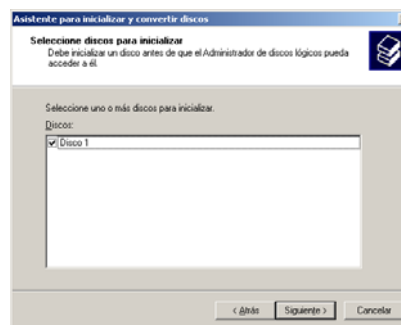 Asistente para inicializar y convertir discos
Seleccione discos para inicializar
Debe inicializar un disco antes de que el Administrador de discos lógicos pueda
acceder a él.
Seleccione uno o más discos para inicializar.
Discos:
Disco 1
< Atrás
Siguiente >
Cancelar